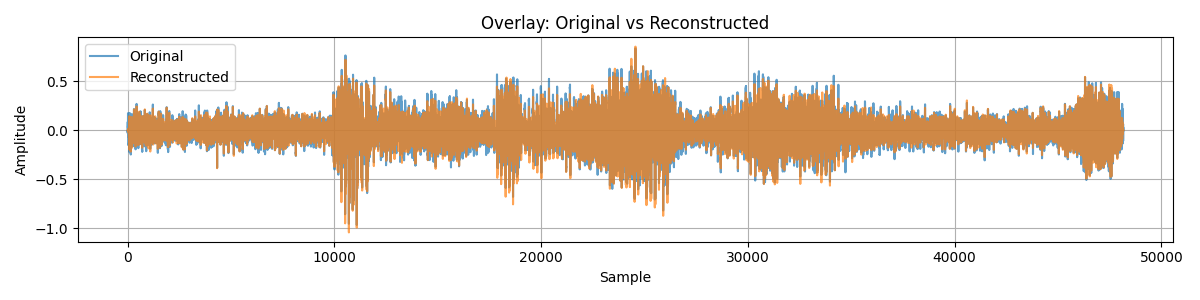 Overlay: Original vs Reconstructed
Original
Reconstructed
Amplitude
0.5
0.0
−0.5
−1.0
0 10000 20000 30000 40000 50000
Sample